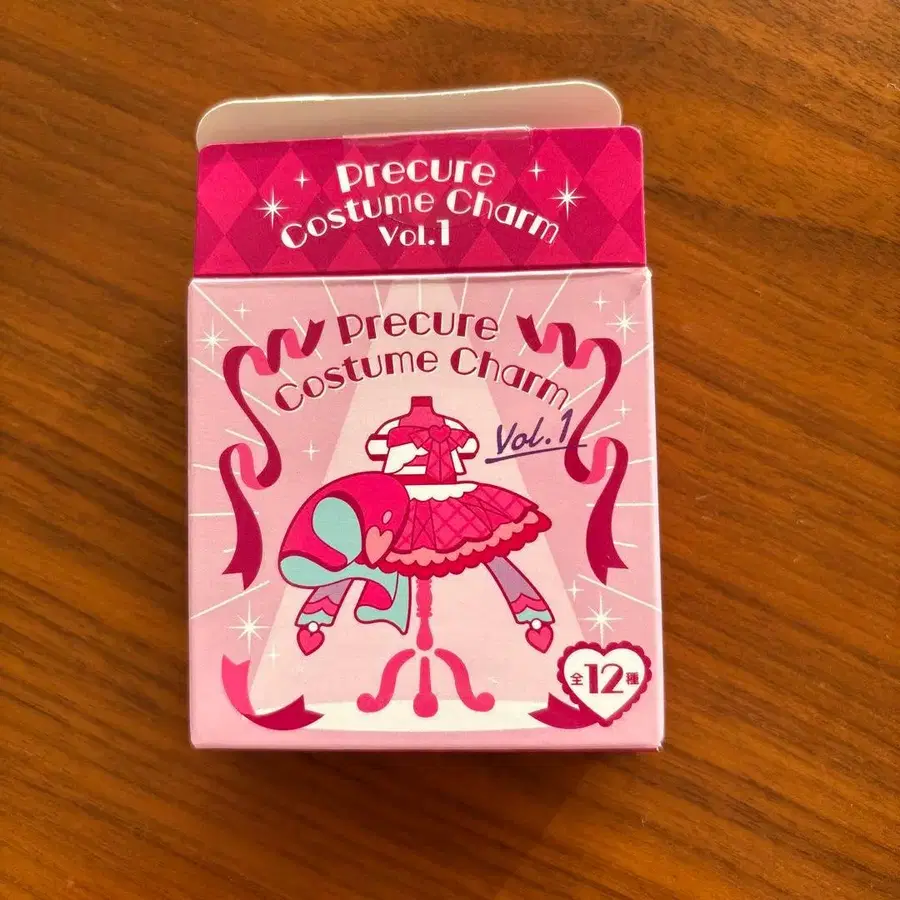 Precure
Costume Charm
Vol.1
Precure
Costume Charm
Vol.1
全12種